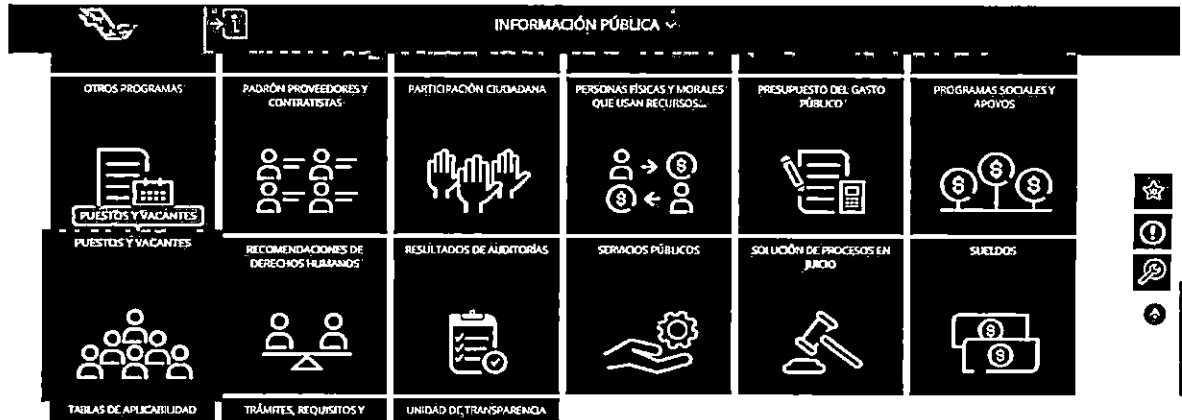 INFORMACIÓN PÚBLICA
OTROS PROGRAMAS
PADRÓN PROVEEDORES Y
CONTRATISTAS
PARTICIPACIÓN CIUDADANA
PERSONAS FÍSICAS Y MORALES
QUE USAN RECURSOS...
PRESUPUESTO DEL GASTO
PÚBLICO
PROGRAMAS SOCIALES Y
APOYOS
PUESTOS Y VACANTES
PUESTOS Y VACANTES
RECOMENDACIONES DE
DERECHOS HUMANOS
RESULTADOS DE AUDITORÍAS
SERVICIOS PÚBLICOS
SOLUCIÓN DE PROCESOS EN
JUICIO
SUELDOS
TABLAS DE APLICABILIDAD
TRÁMITES, REQUISITOS Y
UNIDAD DE TRANSPARENCIA